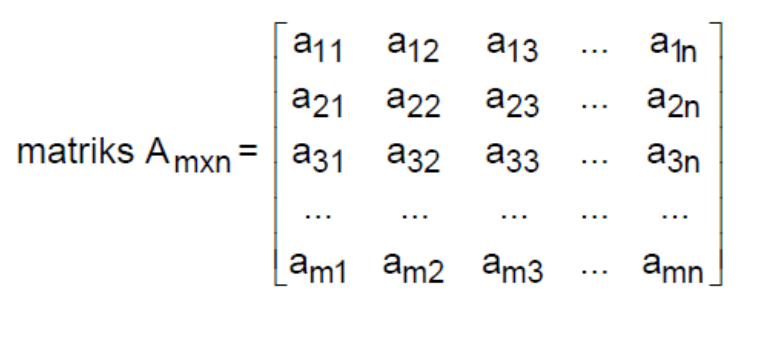 a11 a12 a13 ... a1n
a21 a22 a23 ... a2n
matriks Amxn = a31 a32 a33 ... a3n
... ... ... ... ...
am1 am2 am3 ... amn